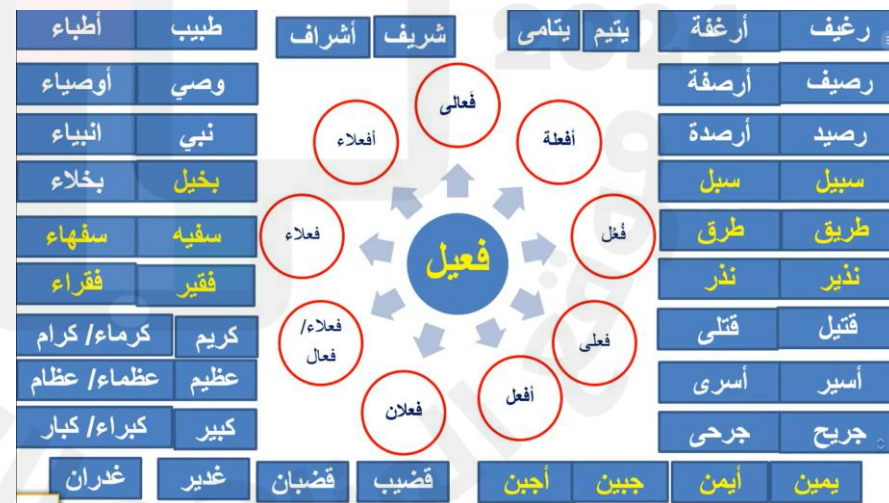 رغيف أرغفة يتيم يتامى شريف أشراف طبيب أطباء
رصيف أرصفة وصي أوصياء
رصيد أرصدة نبي انبياء
سبيل سبل بخيل بخلاء
طريق طرق سفيه سفهاء
نذير نذر فقير فقراء
قتيل قتلى كريم كرماء/ كرام
أسير أسرى عظيم عظماء/ عظام
جريح جرحى كبير كبراء/ كبار
يمين أيمن جبين أجبن قضيب قضبان غدير غدران
فعيل
فَعالى
أفعلة
فُعُل
فعلى
أفعل
فعلان
فعلاء/
فعال
فعلاء
أفعلاء
2024